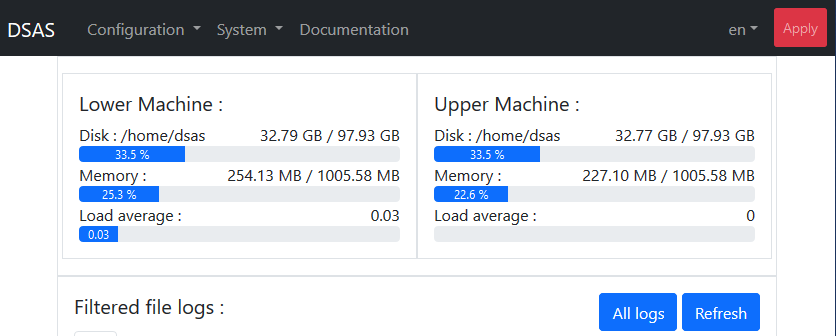 DSAS Configuration System Documentation en Apply
Lower Machine :
Disk : /home/dsas 32.79 GB / 97.93 GB
33.5 %
Memory : 254.13 MB / 1005.58 MB
25.3 %
Load average : 0.03
0.03
Upper Machine :
Disk : /home/dsas 32.77 GB / 97.93 GB
33.5 %
Memory : 227.10 MB / 1005.58 MB
22.6 %
Load average : 0
Filtered file logs : All logs Refresh